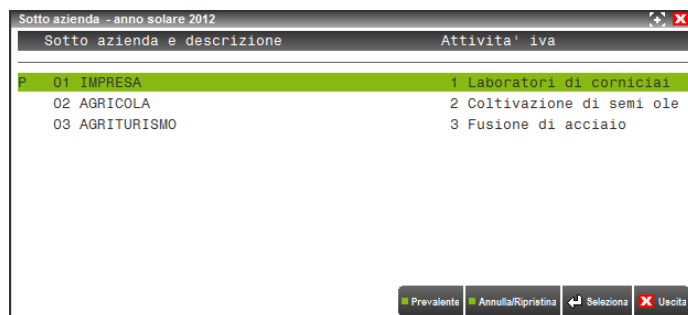 Sotto azienda - anno solare 2012
Sotto azienda e descrizione Attivita' iva
P 01 IMPRESA 1 Laboratori di corniciai
02 AGRICOLA 2 Coltivazione di semi ole
03 AGRITURISMO 3 Fusione di acciaio
Prevalente Annulla/Ripristina Seleziona Uscita